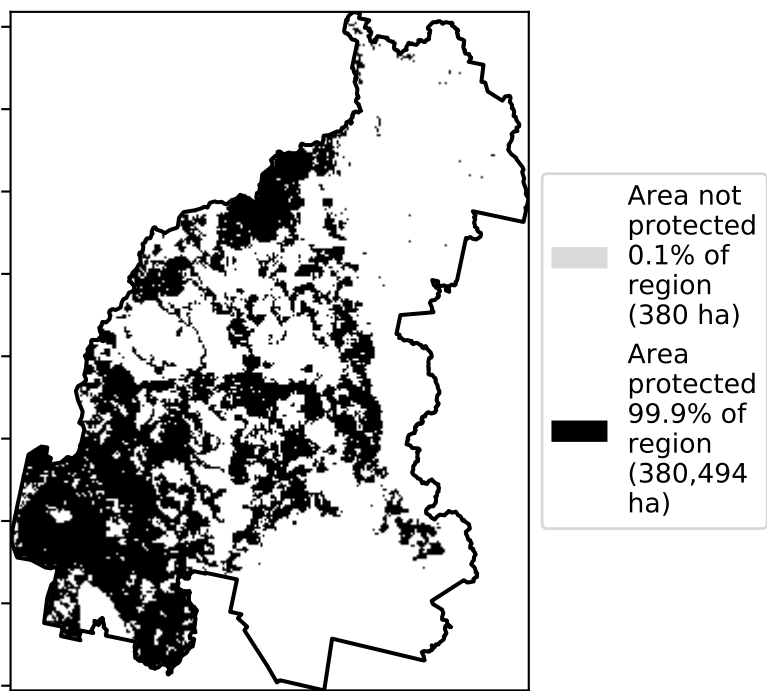 Area not
protected
0.1% of
region
(380 ha)
Area
protected
99.9% of
region
(380,494
ha)